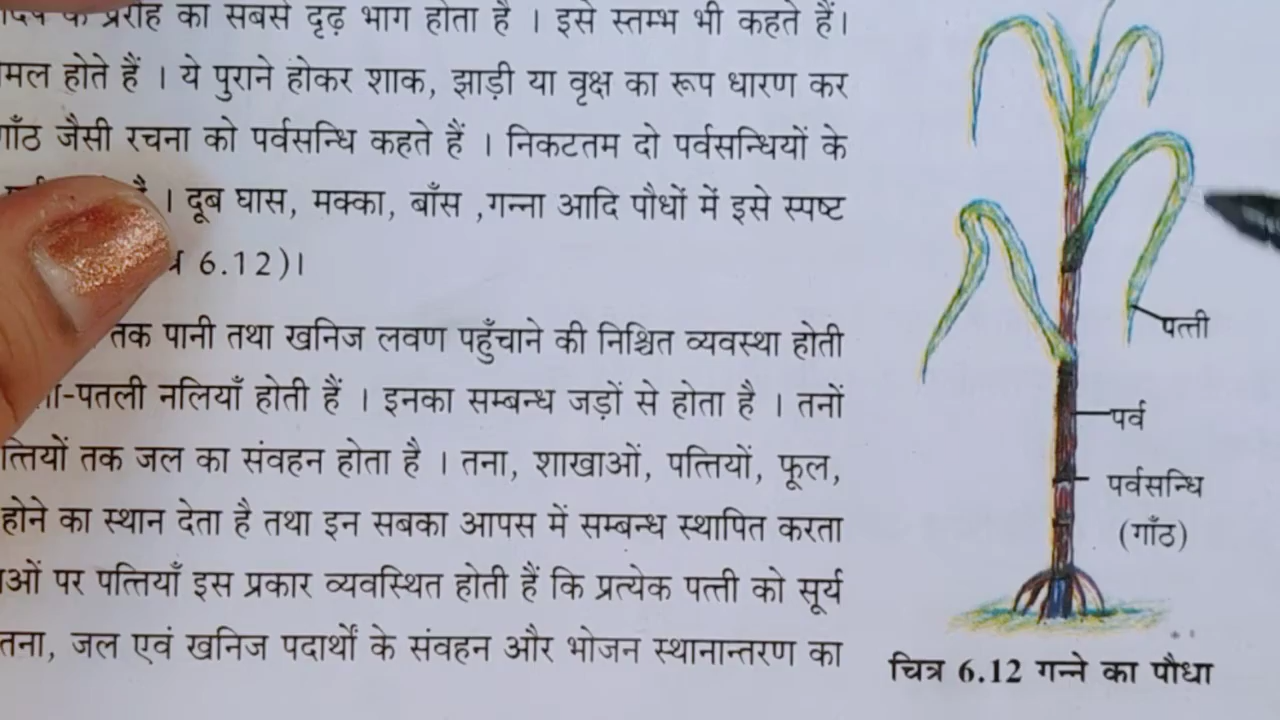 का सबसे दृढ़ भाग होता है । इसे स्तम्भ भी कहते हैं।
होते हैं । ये पुराने होकर शाक, झाड़ी या वृक्ष का रूप धारण कर
गाँठ जैसी रचना को पर्वसन्धि कहते हैं । निकटतम दो पर्वसन्धियों के
। दूब घास, मक्का, बाँस ,गन्ना आदि पौधों में इसे स्पष्ट
6.12)।
तक पानी तथा खनिज लवण पहुँचाने की निश्चित व्यवस्था होती
-पतली नलियाँ होती हैं । इनका सम्बन्ध जड़ों से होता है । तनों
त्तियों तक जल का संवहन होता है । तना, शाखाओं, पत्तियों, फूल,
होने का स्थान देता है तथा इन सबका आपस में सम्बन्ध स्थापित करता
ओं पर पत्तियाँ इस प्रकार व्यवस्थित होती हैं कि प्रत्येक पत्ती को सूर्य
तना, जल एवं खनिज पदार्थों के संवहन और भोजन स्थानान्तरण का
पत्ती
पर्व
पर्वसन्धि
(गाँठ)
चित्र 6.12 गन्ने का पौधा